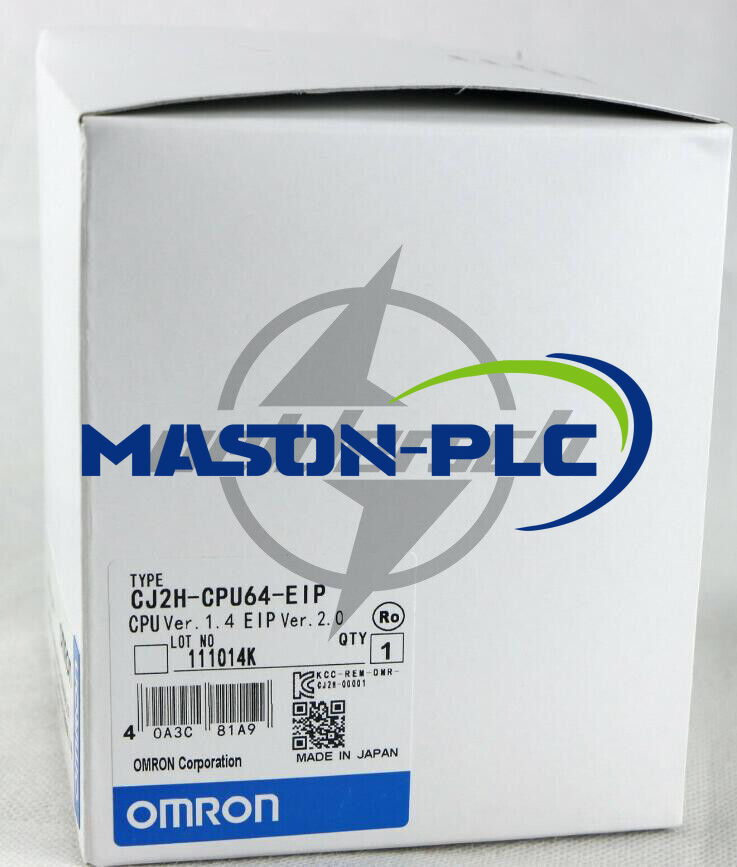 MASON-PLC
TYPE
CJ2H-CPU64-EIP
CPU Ver. 1.4 EIP Ver. 2.0
Ro
LOT NO
QTY
111014K
1
KCC-REM-OMR-
CJ2H-00001
4 0A3C 81A9
MADE IN JAPAN
OMRON Corporation
OMRON